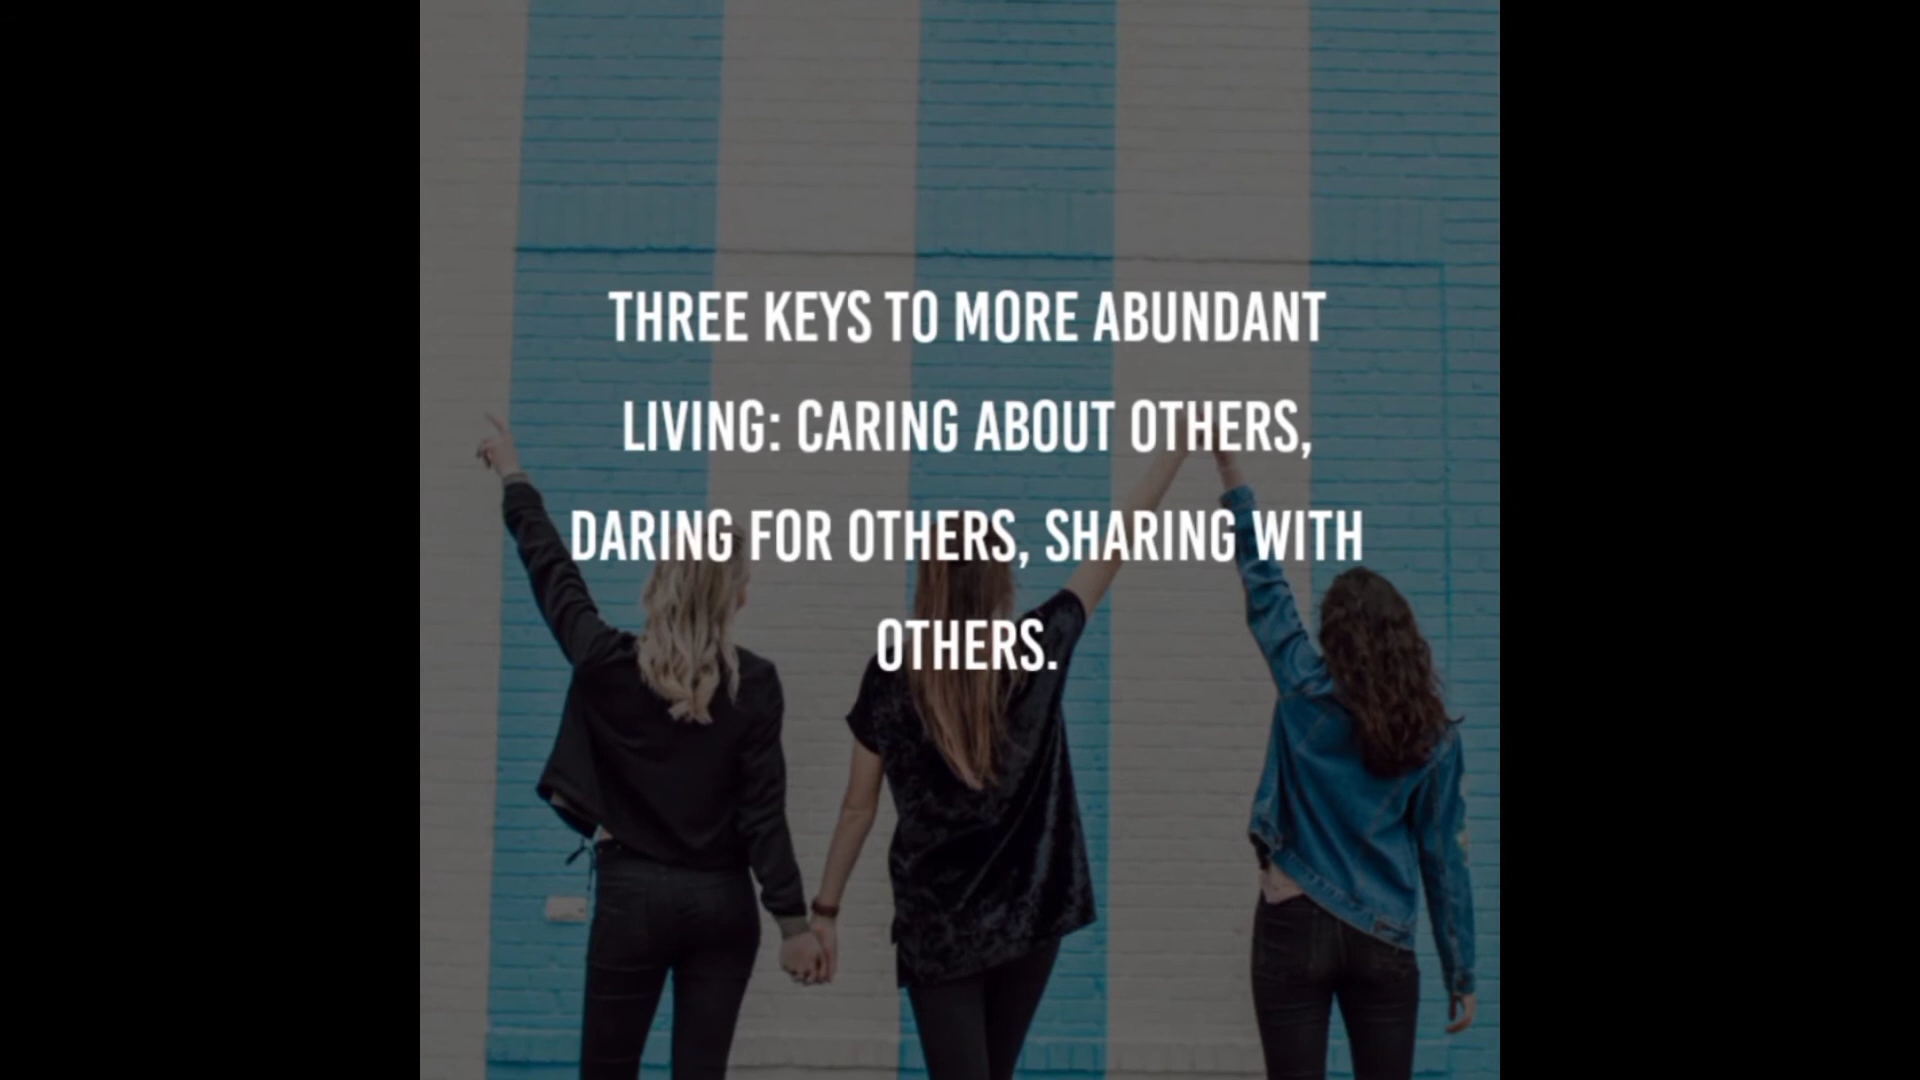 THREE KEYS TO MORE ABUNDANT
LIVING: CARING ABOUT OTHERS,
DARING FOR OTHERS, SHARING WITH
OTHERS.